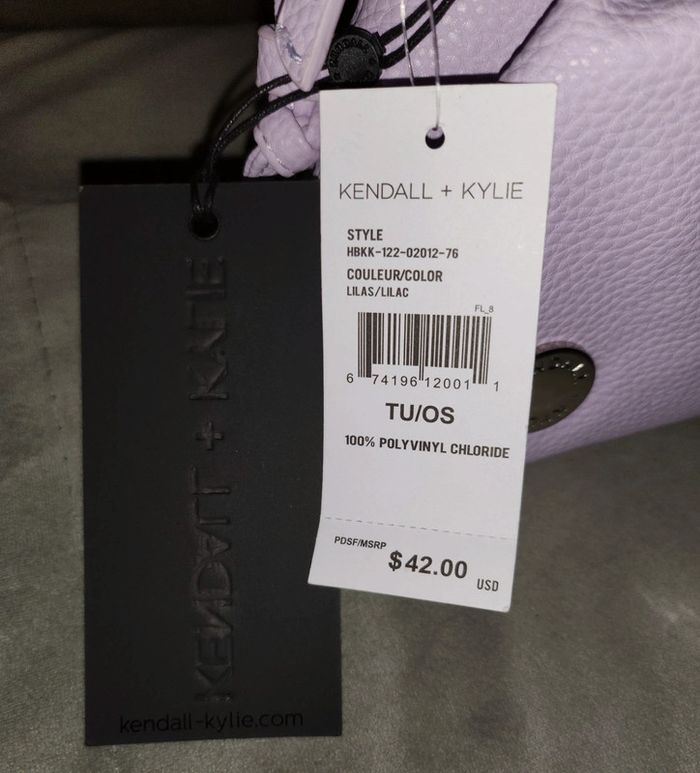 KENDALL + KYLIE
STYLE
HBKK-122-02012-76
COULEUR/COLOR
LILAS/LILAC
FL_8
6 74196 12001 1
TU/OS
100% POLYVINYL CHLORIDE
PDSF/MSRP $42.00 USD
KENDALL + KYLIE
kendall-kylie.com